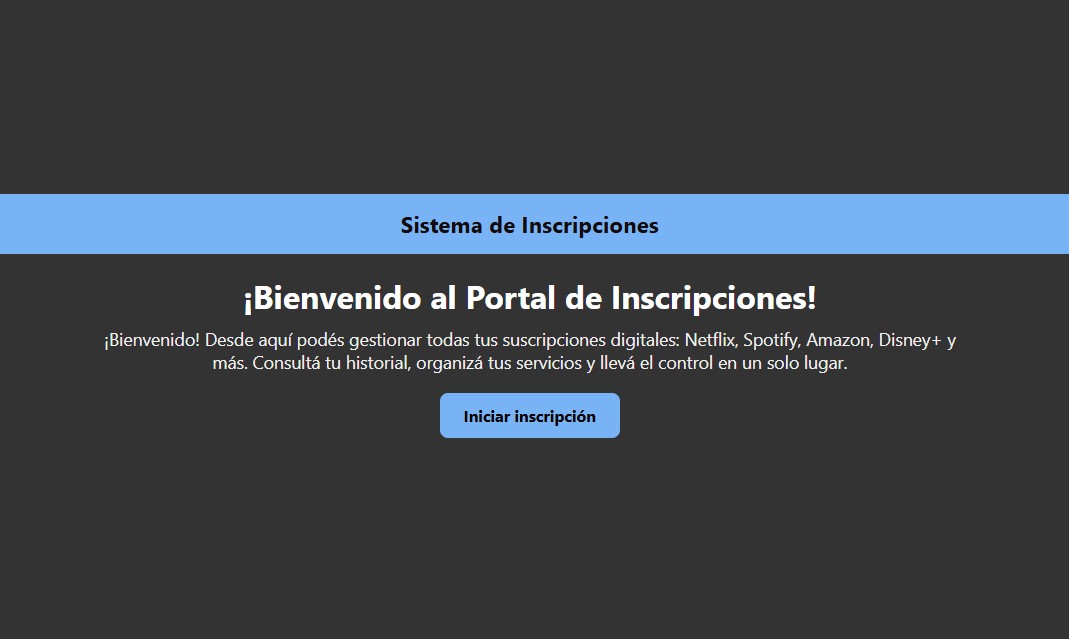 Sistema de Inscripciones
¡Bienvenido al Portal de Inscripciones!
¡Bienvenido! Desde aquí podés gestionar todas tus suscripciones digitales: Netflix, Spotify, Amazon, Disney+ y
más. Consultá tu historial, organizá tus servicios y llevá el control en un solo lugar.
Iniciar inscripción